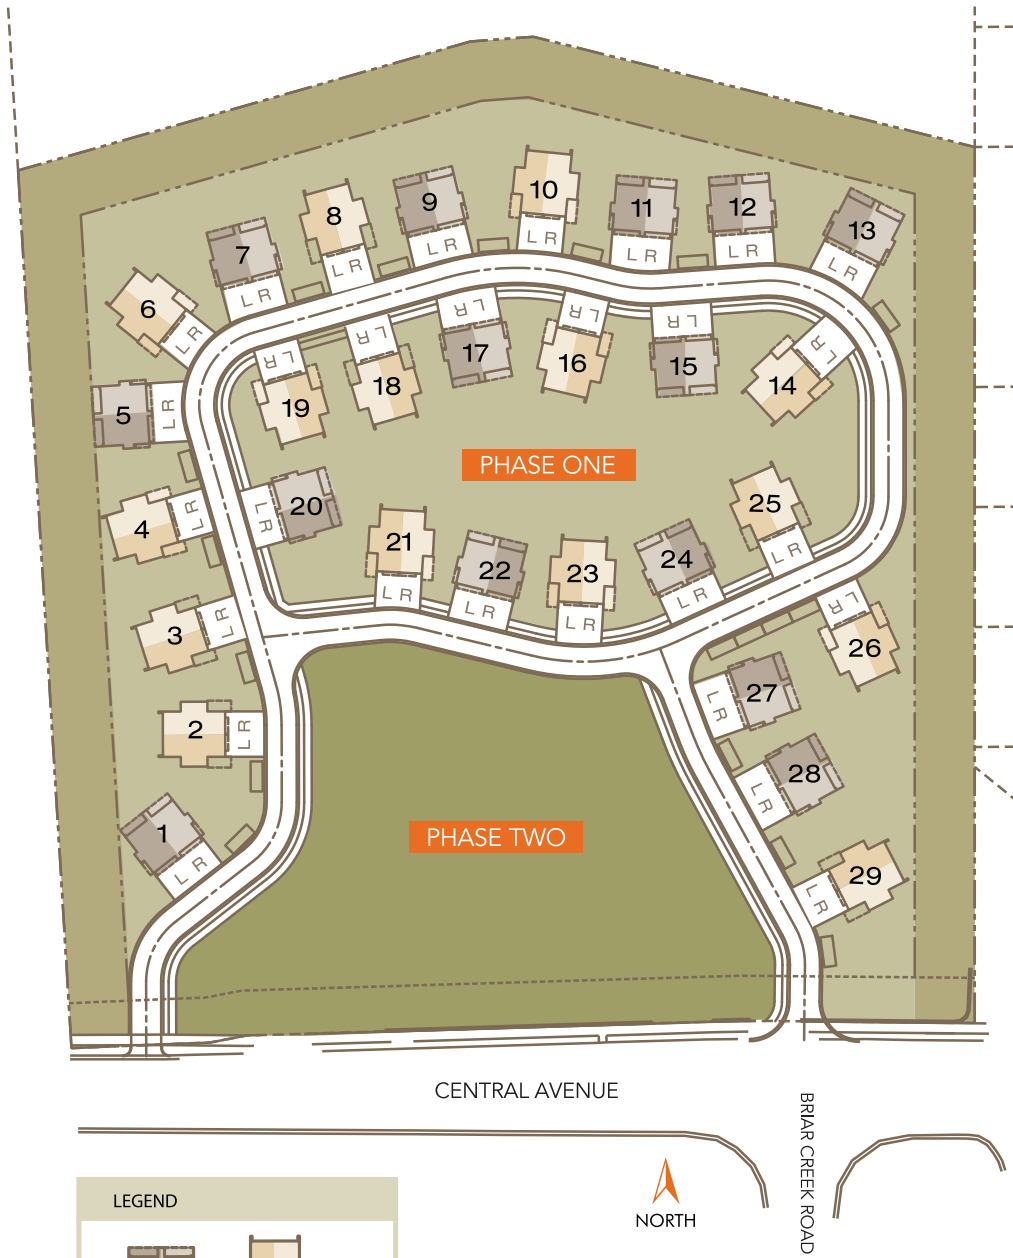 10
9
8
11
12
13
7
L R
L R
L R
L R
L R
L R
L R
6
L R
L R
L R
L R
L R
L R
L R
17
16
15
14
19
18
5
L R
PHASE ONE
4
L R
20
L R
25
21
22
23
24
L R
L R
L R
L R
L R
3
L R
L R
26
27
L R
2
L R
28
L R
1
L R
PHASE TWO
29
L R
CENTRAL AVENUE
BRIAR CREEK ROAD
NORTH
LEGEND